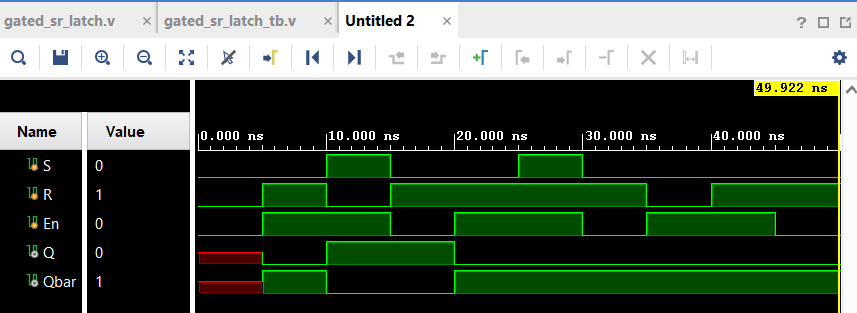 gated_sr_latch.v × gated_sr_latch_tb.v × Untitled 2 ×
?
49.922 ns
Name Value
0.000 ns 10.000 ns 20.000 ns 30.000 ns 40.000 ns
S 0
R 1
En 0
Q 0
Qbar 1